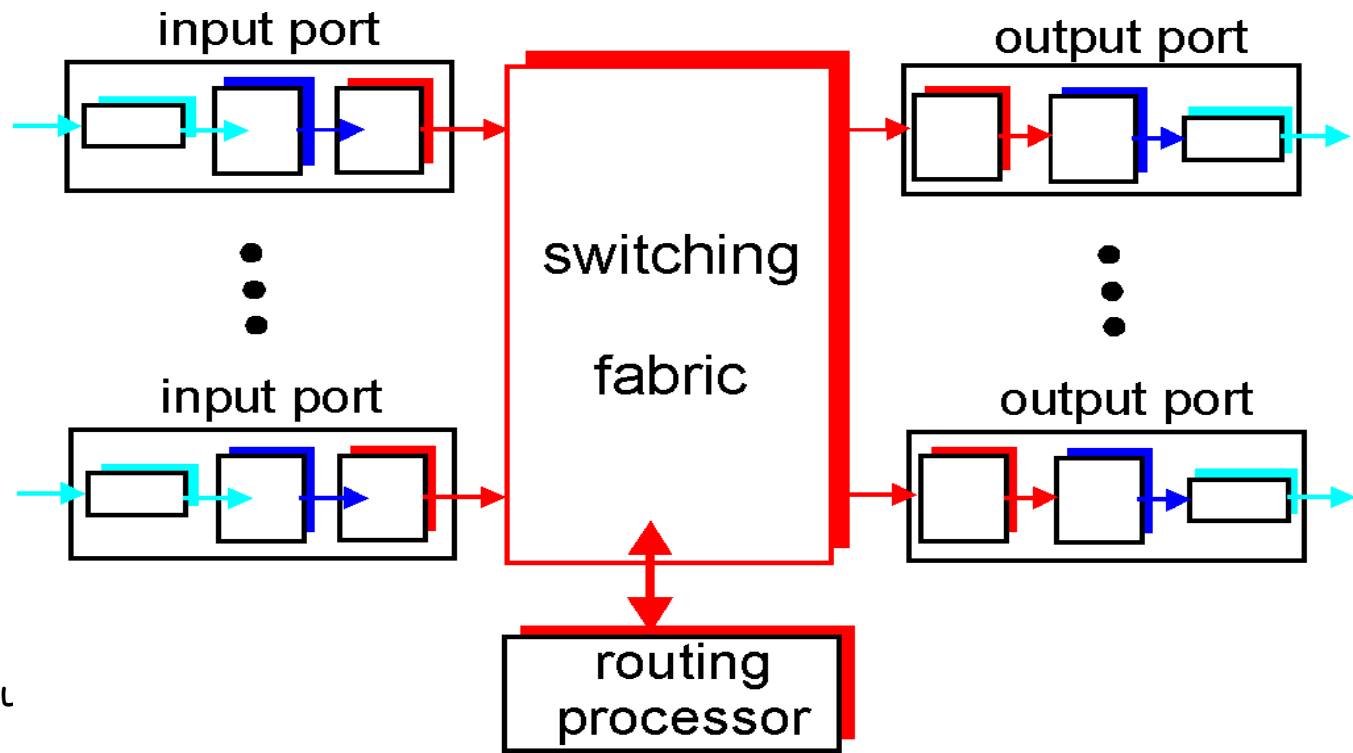 input port
output port
switching
fabric
input port
output port
routing
processor